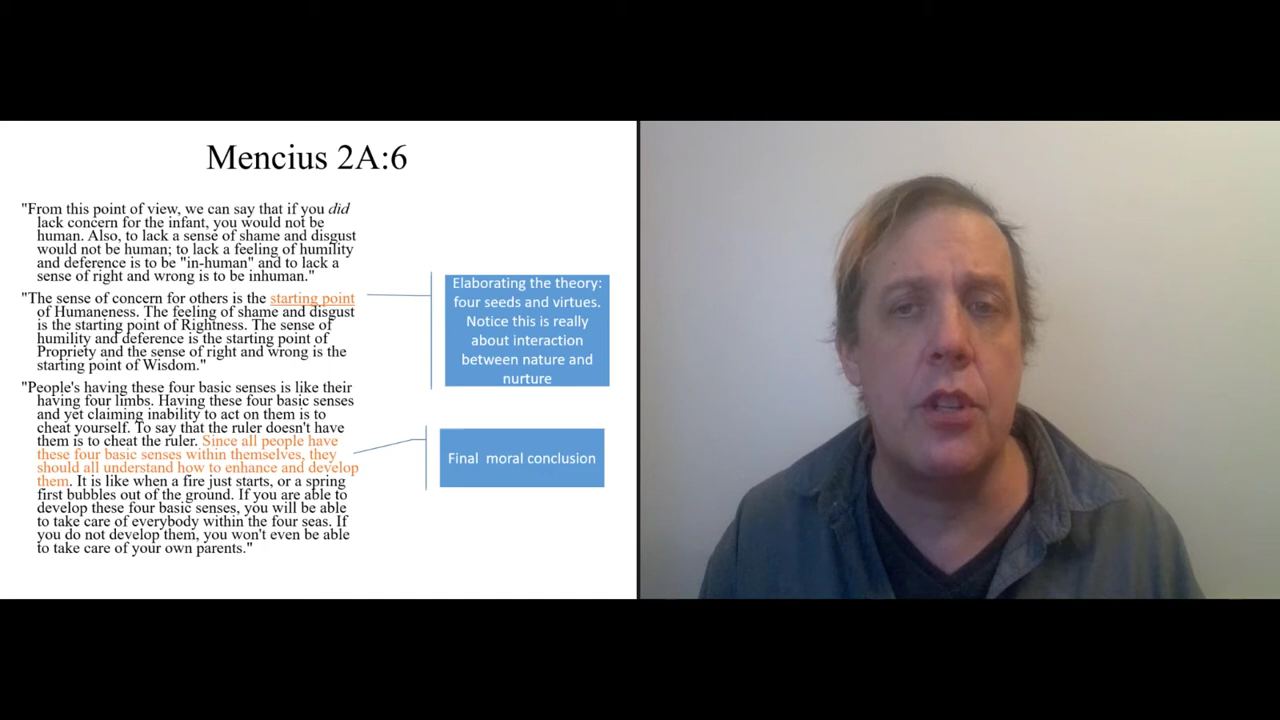 Mencius 2A:6
"From this point of view, we can say that if you did
lack concern for the infant, you would not be
human. Also, to lack a sense of shame and disgust
would not be human; to lack a feeling of humility
and deference is to be "in-human" and to lack a
sense of right and wrong is to be inhuman."
"The sense of concern for others is the starting point
of Humaneness. The feeling of shame and disgust
is the starting point of Rightness. The sense of
humility and deference is the starting point of
Propriety and the sense of right and wrong is the
starting point of Wisdom."
"People's having these four basic senses is like their
having four limbs. Having these four basic senses
and yet claiming inability to act on them is to
cheat yourself. To say that the ruler doesn't have
them is to cheat the ruler. Since all people have
these four basic senses within themselves, they
should all understand how to enhance and develop
them. It is like when a fire just starts, or a spring
first bubbles out of the ground. If you are able to
develop these four basic senses, you will be able
to take care of everybody within the four seas. If
you do not develop them, you won't even be able
to take care of your own parents."
Elaborating the theory:
four seeds and virtues.
Notice this is really
about interaction
between nature and
nurture
Final moral conclusion